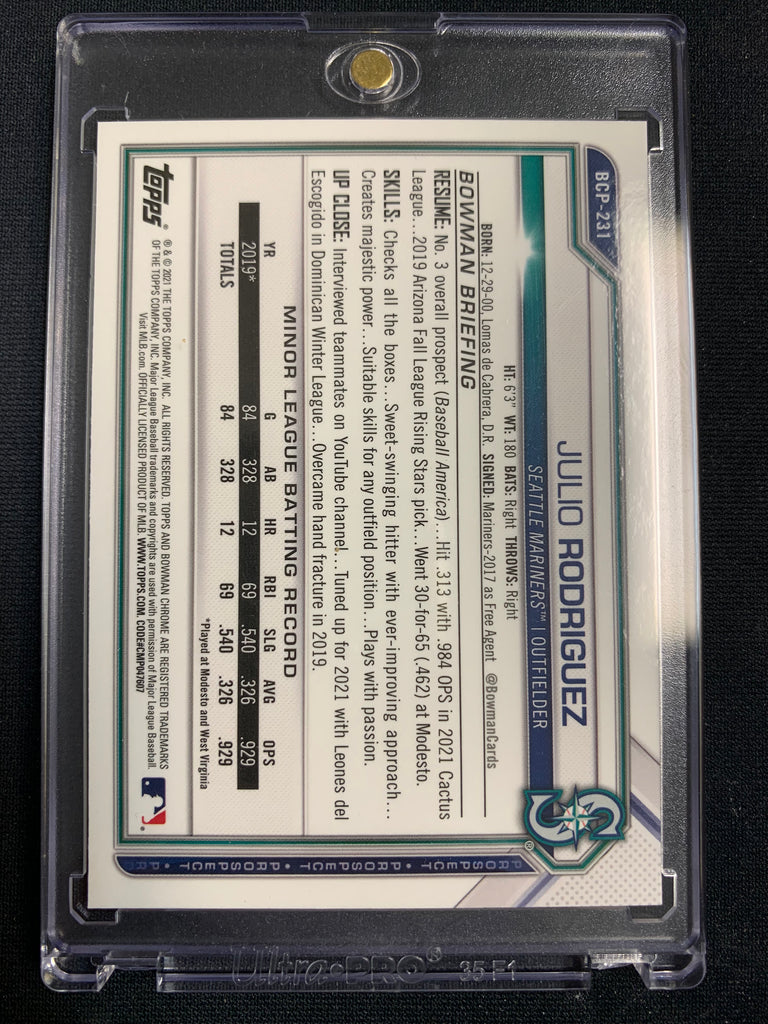 BCP-231
JULIO RODRIGUEZ
SEATTLE MARINERS™ | OUTFIELDER
HT: 6'3" WT: 180 BATS: Right THROWS: Right
BORN: 12-29-00, Lomas de Cabrera, D.R. SIGNED: Mariners-2017 as Free Agent @BowmanCards
BOWMAN BRIEFING
RESUME: No. 3 overall prospect (Baseball America)...Hit .313 with .984 OPS in 2021 Cactus
League...2019 Arizona Fall League Rising Stars pick...Went 30-for-65 (.462) at Modesto.
SKILLS: Checks all the boxes...Sweet-swinging hitter with ever-improving approach...
Creates majestic power...Suitable skills for any outfield position...Plays with passion.
UP CLOSE: Interviewed teammates on YouTube channel...Tuned up for 2021 with Leones del
Escogido in Dominican Winter League...Overcame hand fracture in 2019.
MINOR LEAGUE BATTING RECORD
YR G AB HR RBI SLG AVG OPS
2019* 84 328 12 69 .540 .326 .929
TOTALS 84 328 12 69 .540 .326 .929
*Played at Modesto and West Virginia
topps®
® & © 2021 THE TOPPS COMPANY, INC. ALL RIGHTS RESERVED. TOPPS AND BOWMAN CHROME ARE REGISTERED TRADEMARKS
OF THE TOPPS COMPANY, INC. Major League Baseball trademarks and copyrights are used with permission of Major League Baseball.
Visit MLB.com. OFFICIALLY LICENSED PRODUCT OF MLB. WWW.TOPPS.COM. CODE#CMP047607
PROSPECT • PROSPECT • PROSPECT • PR
Ultra•PRO® 35 F1